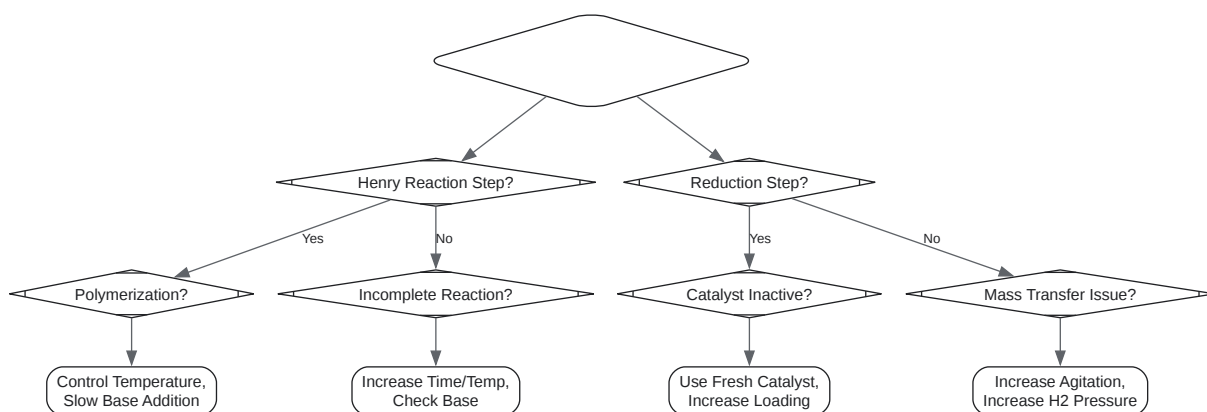 Henry Reaction Step?
Reduction Step?
Yes
No
Yes
No
Polymerization?
Incomplete Reaction?
Catalyst Inactive?
Mass Transfer Issue?
Control Temperature,
Slow Base Addition
Increase Time/Temp,
Check Base
Use Fresh Catalyst,
Increase Loading
Increase Agitation,
Increase H2 Pressure